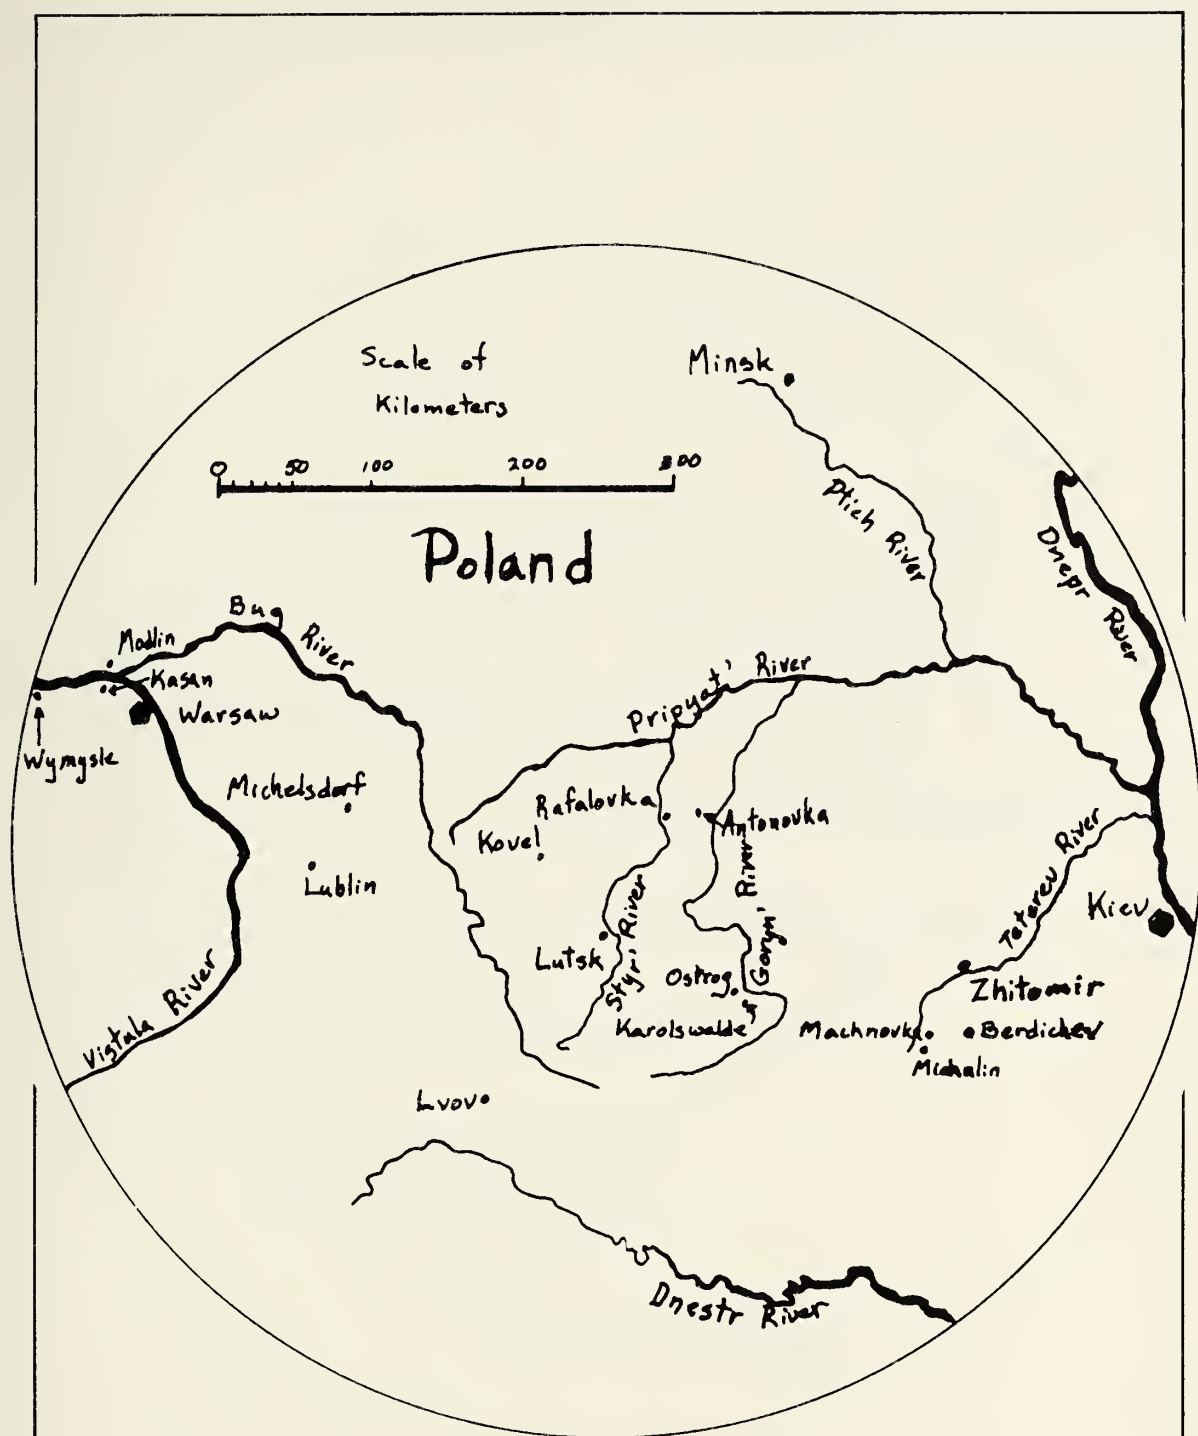 Scale of
Kilometers
0 50 100 200 300
Minsk
Poland
Ptich River
Dnepr River
Bug River
Modlin
Kasan
Warsaw
Wymysle
Pripyat' River
Michelsdorf
Rafalovka
Antonovka
Kovel
Lublin
Teterev River
Kiev
Styr' River
Goryn' River
Lutsk
Ostrog
Zhitomir
Karolswalde
Machnovka
Berdichev
Michalin
Vistala River
Lvov
Dnestr River